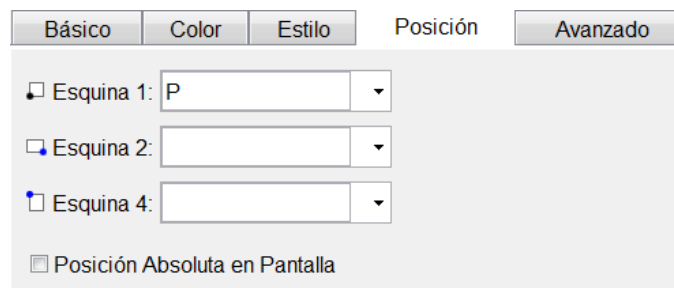 Básico Color Estilo Posición Avanzado
Esquina 1: P
Esquina 2:
Esquina 4:
Posición Absoluta en Pantalla